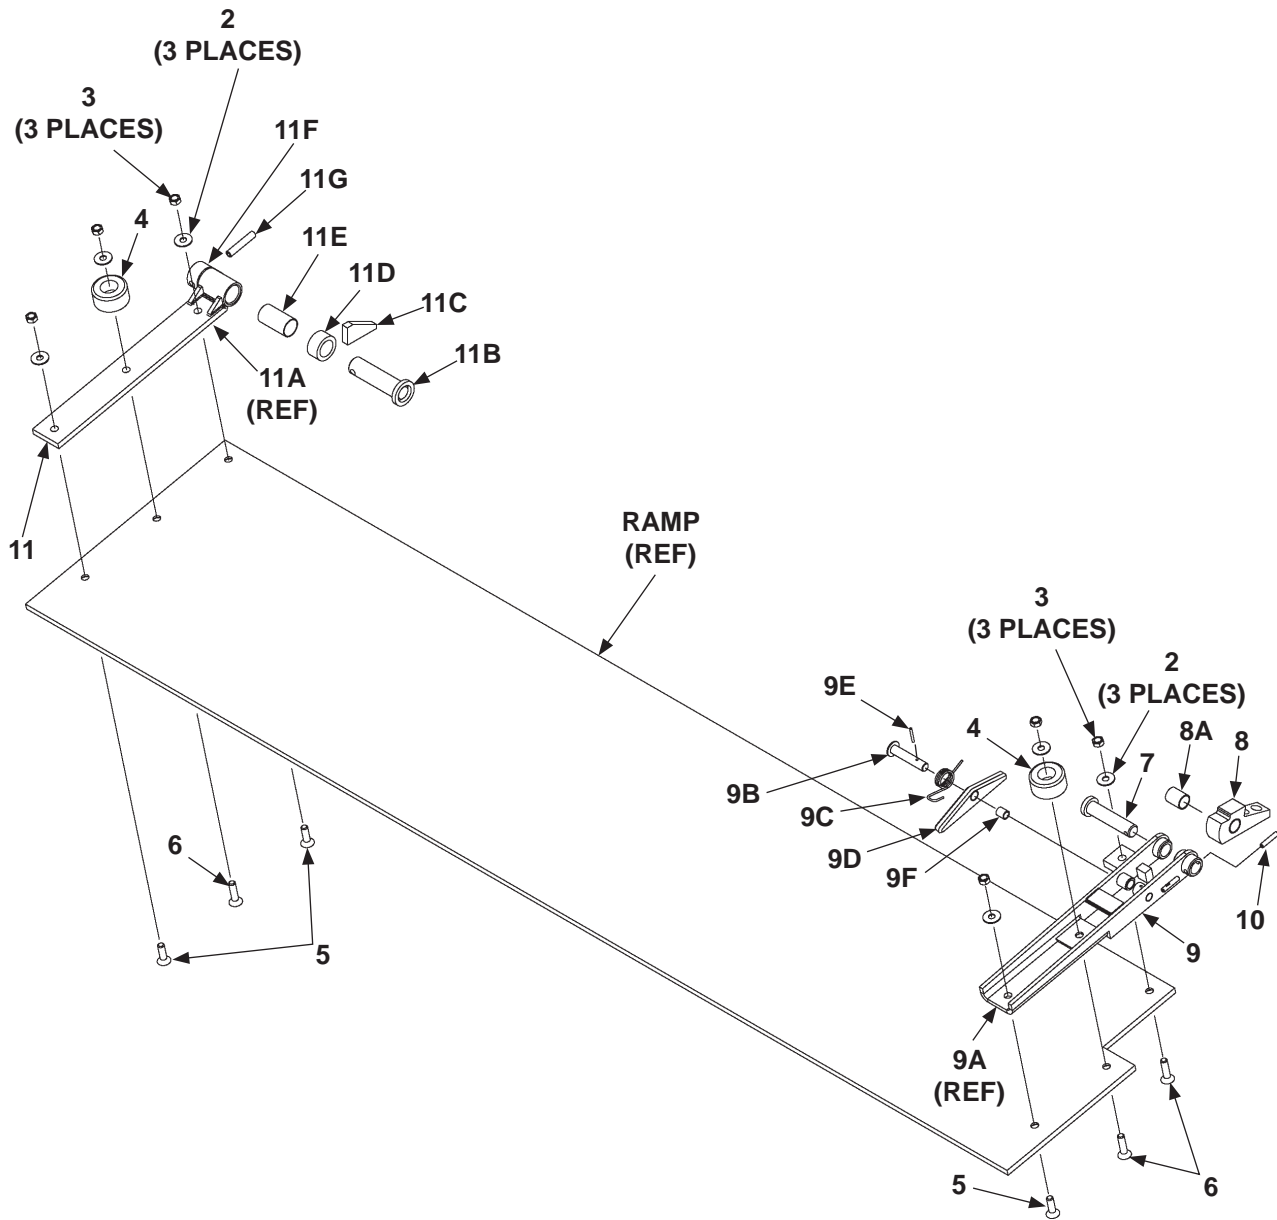 2
(3 PLACES)
3
(3 PLACES)
11F
11G
4
11E
11D
11C
11B
11A
(REF)
11
RAMP
(REF)
3
(3 PLACES)
2
(3 PLACES)
9E
4
8A
8
7
9B
9C
9D
9F
10
9
6
5
9A
(REF)
5
6